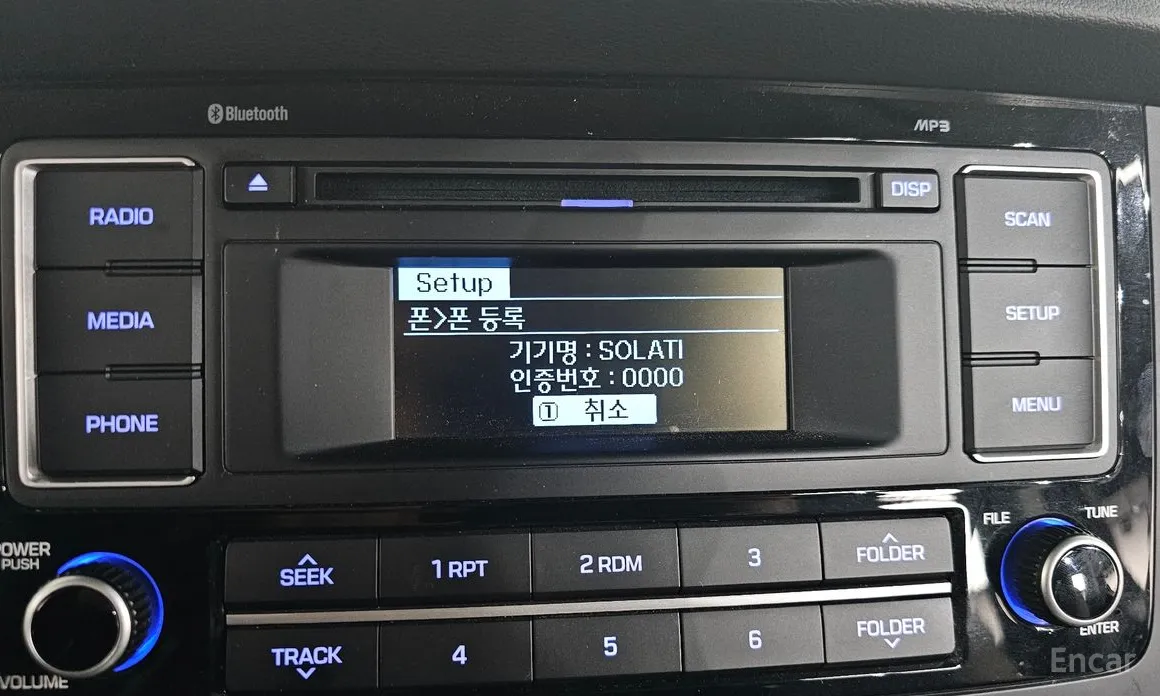 Bluetooth
MP3
RADIO
DISP
SCAN
MEDIA
SETUP
PHONE
MENU
Setup
폰>폰 등록
기기명 : SOLATI
인증번호 : 0000
① 취소
POWER
PUSH
VOLUME
SEEK
1 RPT
2 RDM
3
FOLDER
TRACK
4
5
6
FOLDER
FILE
TUNE
ENTER
Encar